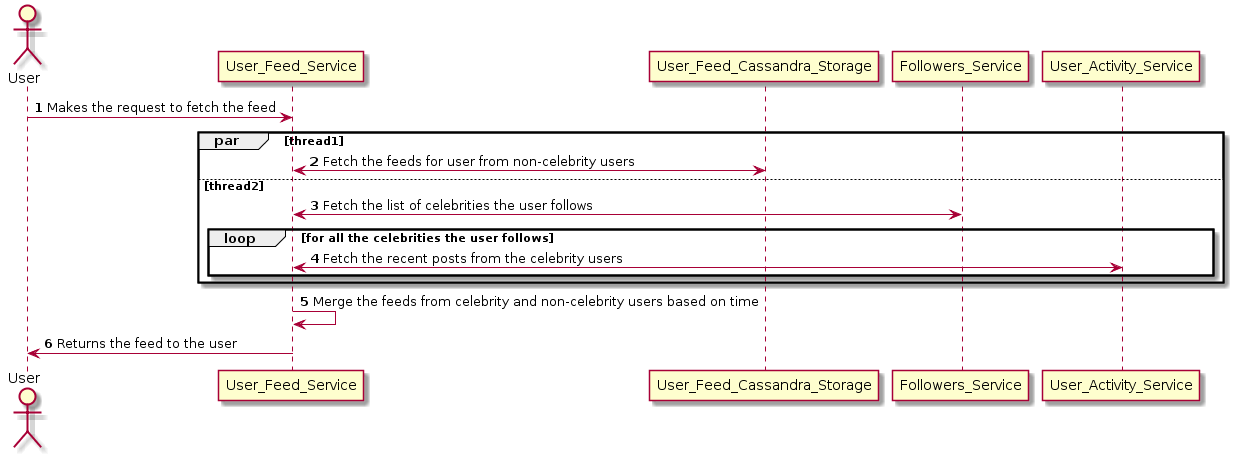 User
User_Feed_Service
User_Feed_Cassandra_Storage
Followers_Service
User_Activity_Service
1 Makes the request to fetch the feed
par
[thread1]
2 Fetch the feeds for user from non-celebrity users
[thread2]
3 Fetch the list of celebrities the user follows
loop
[for all the celebrities the user follows]
4 Fetch the recent posts from the celebrity users
5 Merge the feeds from celebrity and non-celebrity users based on time
6 Returns the feed to the user
User
User_Feed_Service
User_Feed_Cassandra_Storage
Followers_Service
User_Activity_Service